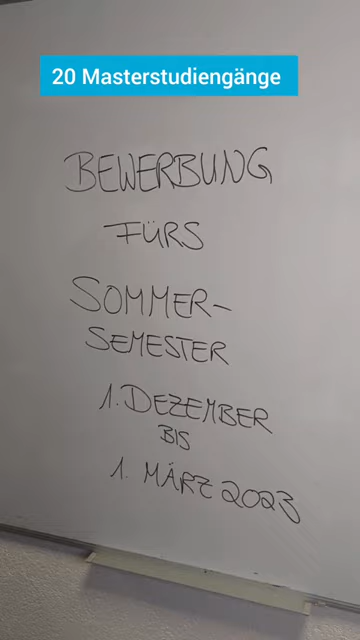 20 Masterstudiengänge
BEWERBUNG
FÜRS
SOMMER-
SEMESTER
1. DEZEMBER
BIS
1. MÄRZ 2023